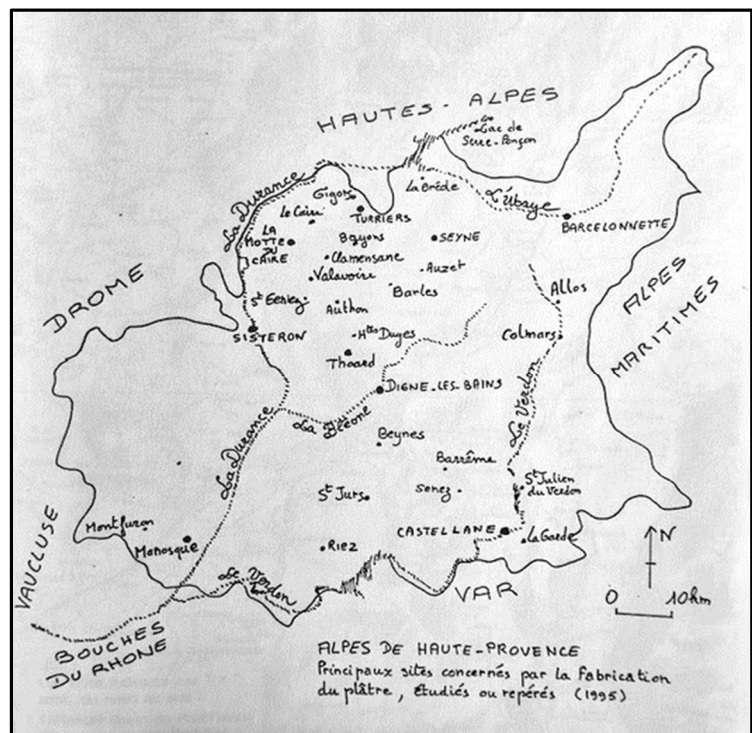 HAUTES-ALPES
Lac de
Serre-Ponçon
La Bréde
L'Ubaye
BARCELONNETTE
La Durance
Gigors
TURRIERS
Le Caire
LA
MOTTE
DU
CAIRE
Bayons
SEYNE
Clamensane
Valavoire
Auzet
Barles
St Geniez
Authon
Allos
DROME
SISTERON
Htes Duyes
Colmars
ALPES
MARITIMES
Thoard
DIGNE-LES-BAINS
La Bléone
La Durance
Le Verdon
Beynes
Barrême
Senez
St Julien
du Verdon
St Jurs
CASTELLANE
La Garde
Montfuron
Manosque
Riez
VAUCLUSE
Le Verdon
VAR
N
0 10km
BOUCHES
DU RHONE
ALPES DE HAUTE-PROVENCE
Principaux sites concernés par la fabrication
du plâtre, étudiés ou repérés (1995)